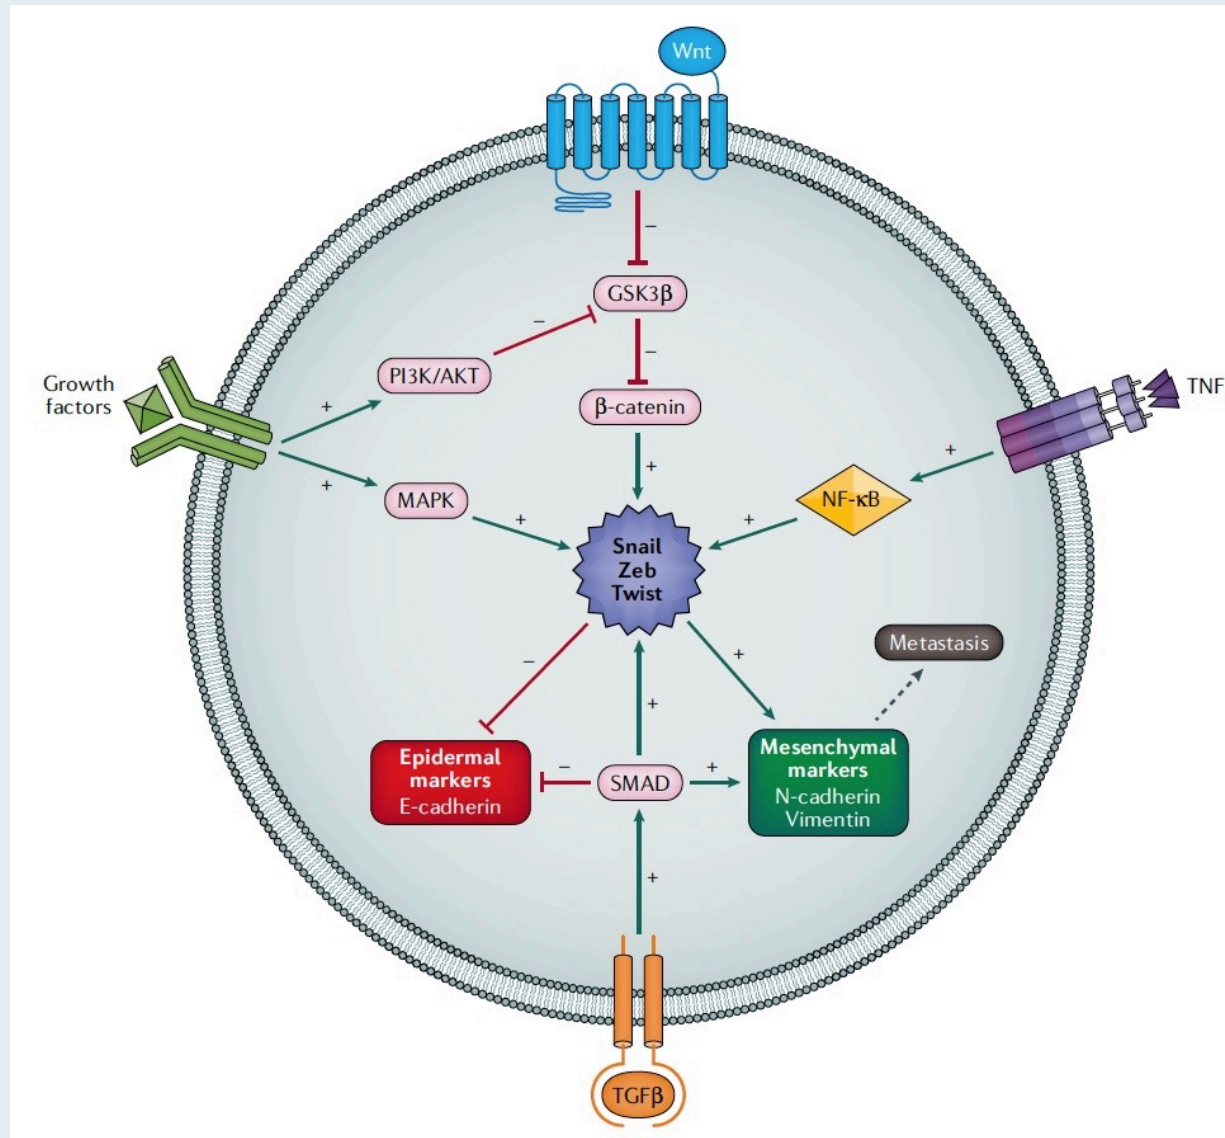 Wnt
–
GSK3β
–
–
PI3K/AKT
Growth
factors
+
β-catenin
TNF
+
+
+
MAPK
+
NF-κB
+
Snail
Zeb
Twist
–
+
Metastasis
+
Epidermal
markers
E-cadherin
–
SMAD
+
Mesenchymal
markers
N-cadherin
Vimentin
+
TGFβ